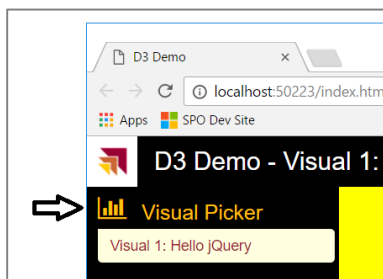 D3 Demo
localhost:50223/index.htm
Apps SPO Dev Site
D3 Demo - Visual 1:
Visual Picker
Visual 1: Hello jQuery